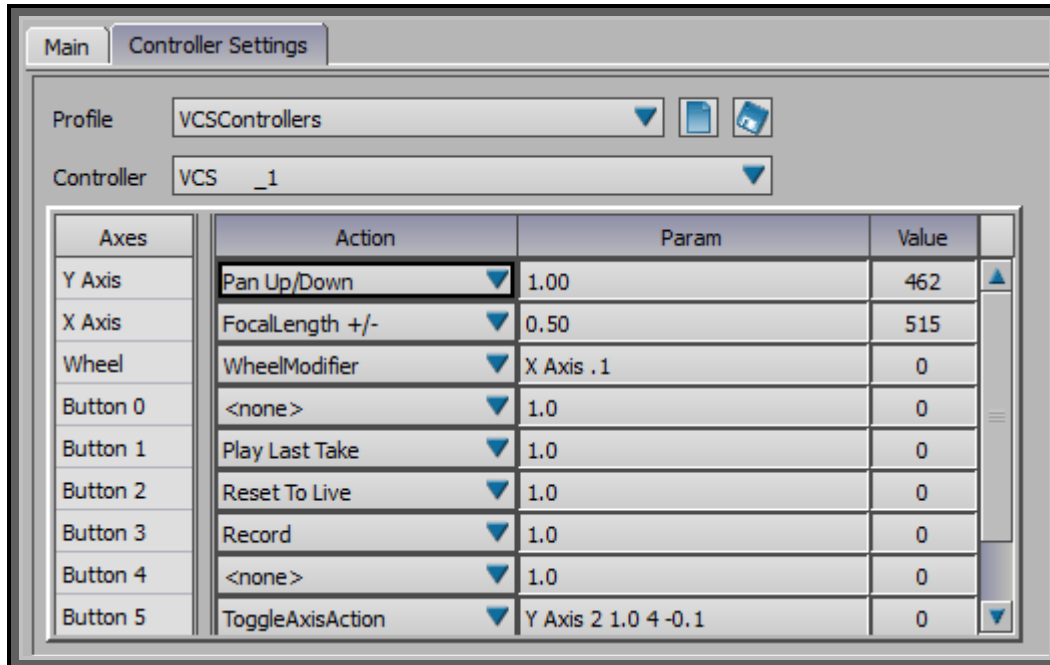 Main Controller Settings
Profile VCSControllers
Controller VCS _1
Axes Action Param Value
Y Axis Pan Up/Down 1.00 462
X Axis FocalLength +/- 0.50 515
Wheel WheelModifier X Axis .1 0
Button 0 <none> 1.0 0
Button 1 Play Last Take 1.0 0
Button 2 Reset To Live 1.0 0
Button 3 Record 1.0 0
Button 4 <none> 1.0 0
Button 5 ToggleAxisAction Y Axis 2 1.0 4 -0.1 0